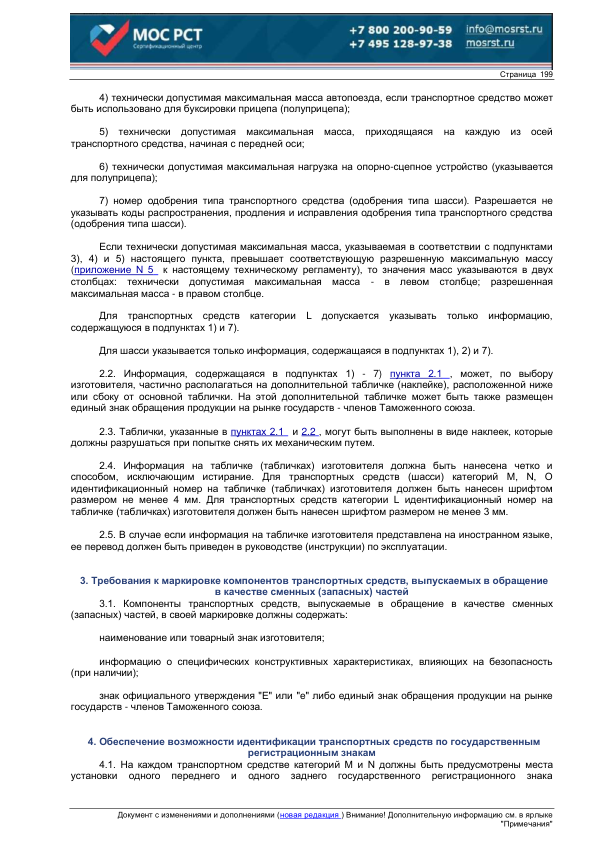 МОС РСТ
Сертификационный центр
+7 800 200-90-59
+7 495 128-97-38
info@mosrst.ru
mosrst.ru
Страница 199
4) технически допустимая максимальная масса автопоезда, если транспортное средство может
быть использовано для буксировки прицепа (полуприцепа);
5) технически допустимая максимальная масса, приходящаяся на каждую из осей
транспортного средства, начиная с передней оси;
6) технически допустимая максимальная нагрузка на опорно-сцепное устройство (указывается
для полуприцепа);
7) номер одобрения типа транспортного средства (одобрения типа шасси). Разрешается не
указывать коды распространения, продления и исправления одобрения типа транспортного средства
(одобрения типа шасси).
Если технически допустимая максимальная масса, указываемая в соответствии с подпунктами
3), 4) и 5) настоящего пункта, превышает соответствующую разрешенную максимальную массу
(приложение N 5 к настоящему техническому регламенту), то значения масс указываются в двух
столбцах: технически допустимая максимальная масса - в левом столбце; разрешенная
максимальная масса - в правом столбце.
Для транспортных средств категории L допускается указывать только информацию,
содержащуюся в подпунктах 1) и 7).
Для шасси указывается только информация, содержащаяся в подпунктах 1), 2) и 7).
2.2. Информация, содержащаяся в подпунктах 1) - 7) пункта 2.1 , может, по выбору
изготовителя, частично располагаться на дополнительной табличке (наклейке), расположенной ниже
или сбоку от основной таблички. На этой дополнительной табличке может быть также размещен
единый знак обращения продукции на рынке государств - членов Таможенного союза.
2.3. Таблички, указанные в пунктах 2.1 и 2.2 , могут быть выполнены в виде наклеек, которые
должны разрушаться при попытке снять их механическим путем.
2.4. Информация на табличке (табличках) изготовителя должна быть нанесена четко и
способом, исключающим истирание. Для транспортных средств (шасси) категорий M, N, O
идентификационный номер на табличке (табличках) изготовителя должен быть нанесен шрифтом
размером не менее 4 мм. Для транспортных средств категории L идентификационный номер на
табличке (табличках) изготовителя должен быть нанесен шрифтом размером не менее 3 мм.
2.5. В случае если информация на табличке изготовителя представлена на иностранном языке,
ее перевод должен быть приведен в руководстве (инструкции) по эксплуатации.
3. Требования к маркировке компонентов транспортных средств, выпускаемых в обращение
в качестве сменных (запасных) частей
3.1. Компоненты транспортных средств, выпускаемые в обращение в качестве сменных
(запасных) частей, в своей маркировке должны содержать:
наименование или товарный знак изготовителя;
информацию о специфических конструктивных характеристиках, влияющих на безопасность
(при наличии);
знак официального утверждения "Е" или "е" либо единый знак обращения продукции на рынке
государств - членов Таможенного союза.
4. Обеспечение возможности идентификации транспортных средств по государственным
регистрационным знакам
4.1. На каждом транспортном средстве категорий M и N должны быть предусмотрены места
установки одного переднего и одного заднего государственного регистрационного знака
Документ с изменениями и дополнениями (новая редакция ) Внимание! Дополнительную информацию см. в ярлыке
"Примечания"